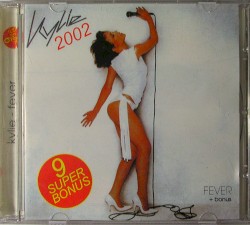 Kylie
2002
kylie fever
9
SUPER
BONUS
FEVER
+ bonus